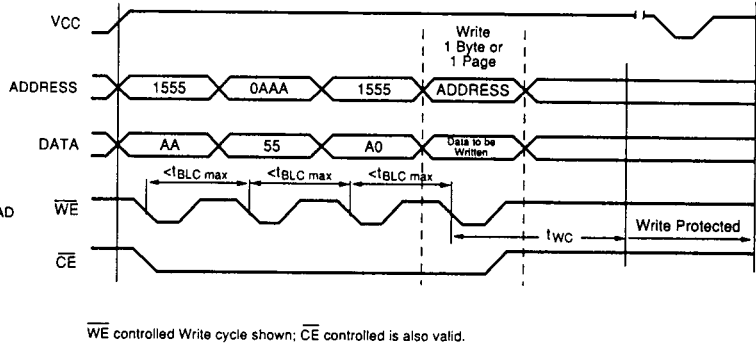 VCC
Write
1 Byte or
1 Page
ADDRESS 1555 0AAA 1555 ADDRESS
DATA AA 55 A0 Data to be
Written
<tBLC max <tBLC max <tBLC max
AD WE
tWC Write Protected
CE
WE controlled Write cycle shown; CE controlled is also valid.